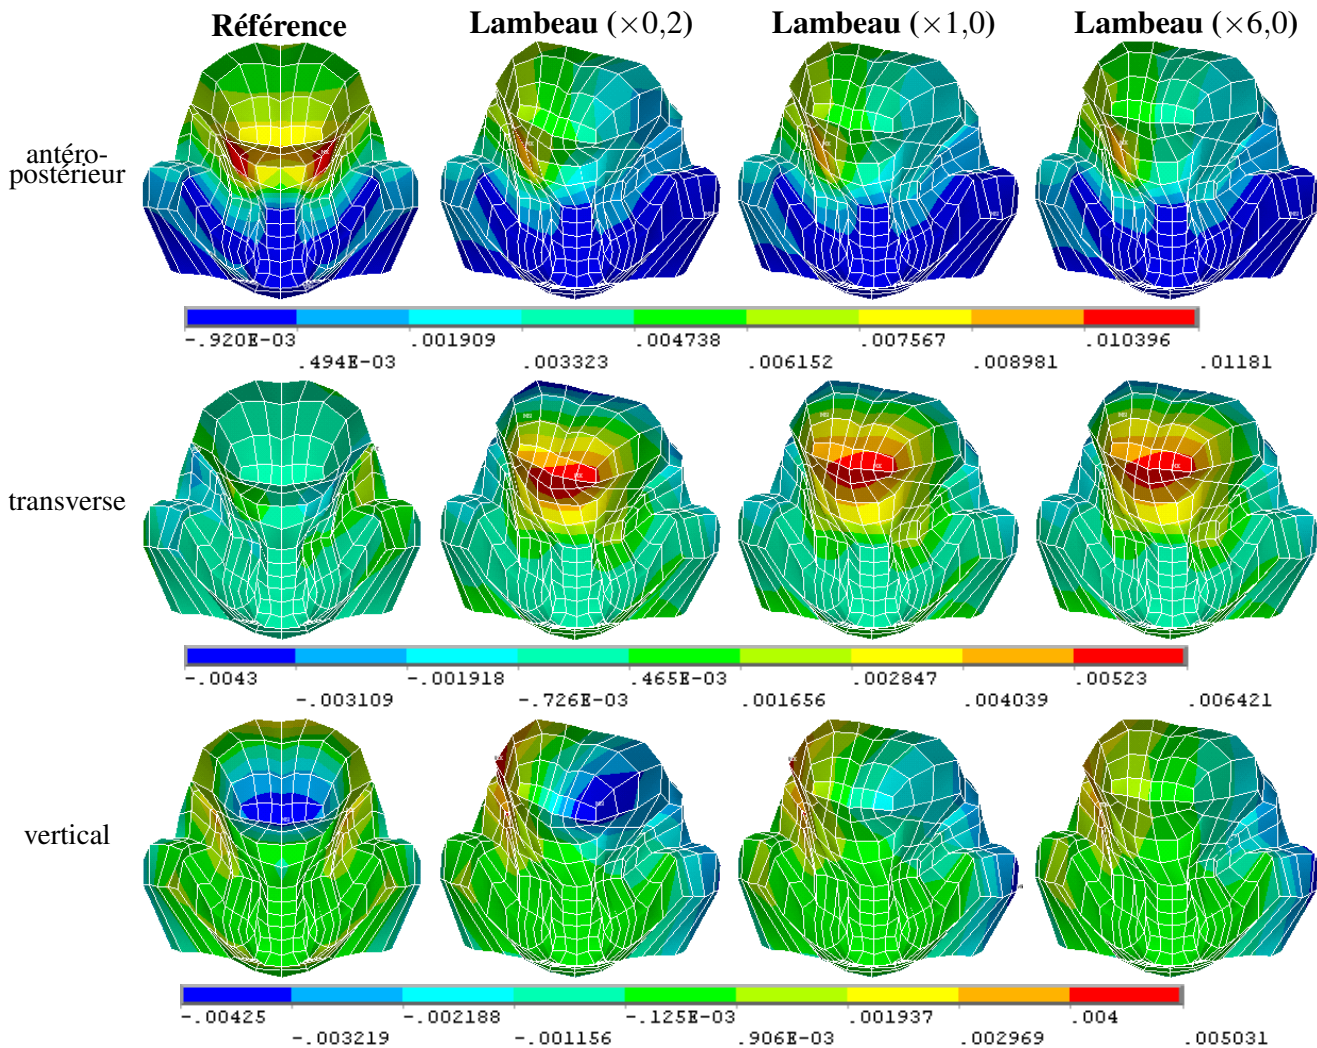 Référence Lambeau (×0,2) Lambeau (×1,0) Lambeau (×6,0)
antéro-
postérieur
-.920E-03 .001909 .004738 .007567 .010396
.494E-03 .003323 .006152 .008981 .01181
transverse
-.0043 -.001918 .465E-03 .002847 .00523
-.003109 -.726E-03 .001656 .004039 .006421
vertical
-.00425 -.002188 -.125E-03 .001937 .004
-.003219 -.001156 .906E-03 .002969 .005031